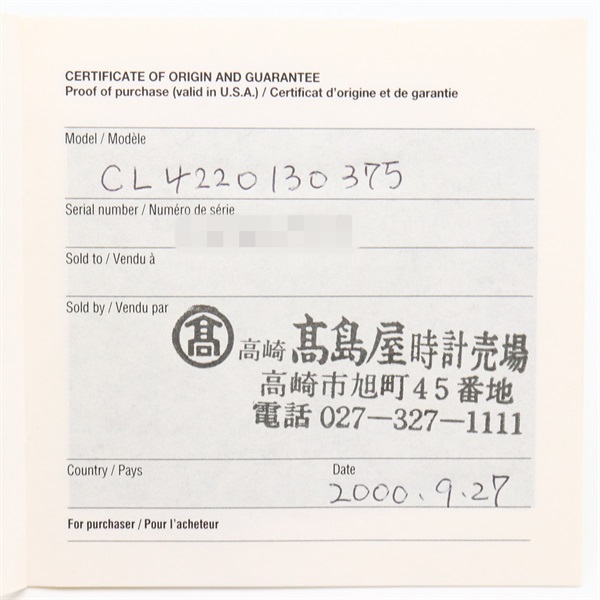 CERTIFICATE OF ORIGIN AND GUARANTEE
Proof of purchase (valid in U.S.A.) / Certificat d'origine et de garantie
Model / Modèle
CL4220130375
Serial number / Numéro de série
Sold to / Vendu à
Sold by / Vendu par
髙 高崎 髙島屋 時計売場
高崎市旭町45番地
電話 027-327-1111
Country / Pays Date
2000.9.27
For purchaser / Pour l'acheteur